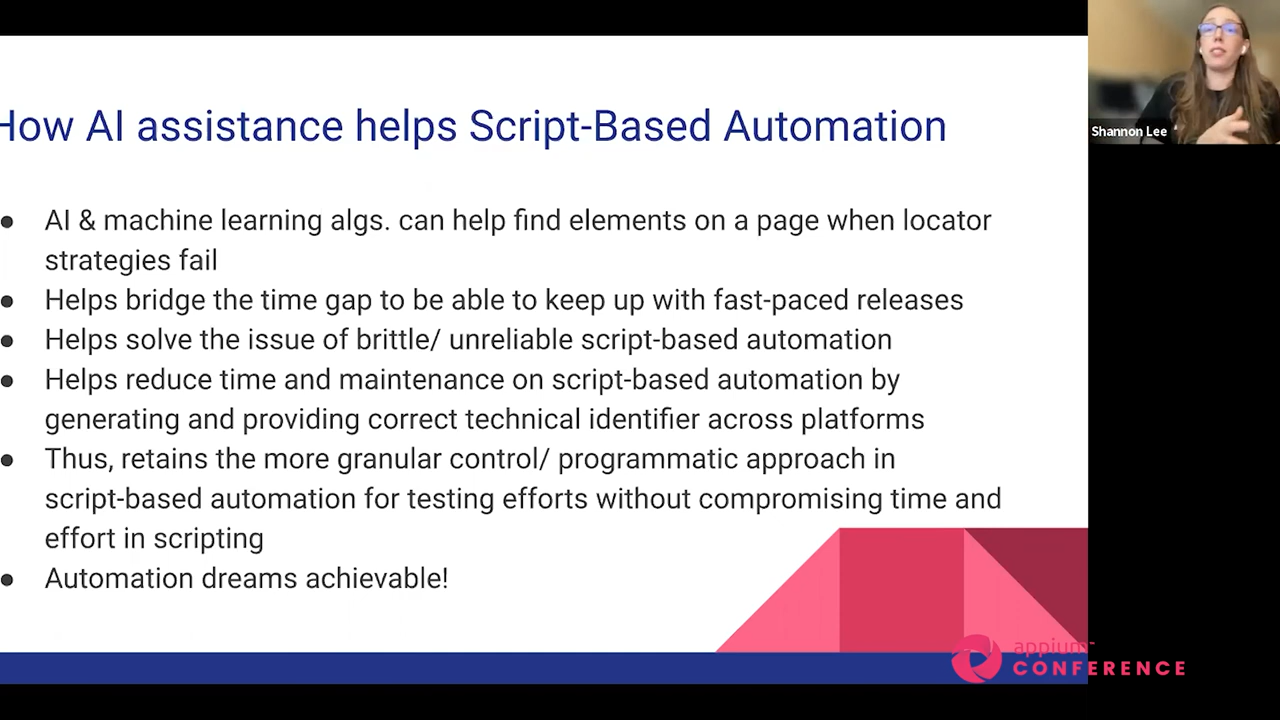 How AI assistance helps Script-Based Automation
● AI & machine learning algs. can help find elements on a page when locator
strategies fail
● Helps bridge the time gap to be able to keep up with fast-paced releases
● Helps solve the issue of brittle/ unreliable script-based automation
● Helps reduce time and maintenance on script-based automation by
generating and providing correct technical identifier across platforms
● Thus, retains the more granular control/ programmatic approach in
script-based automation for testing efforts without compromising time and
effort in scripting
● Automation dreams achievable!
Shannon Lee
appium
CONFERENCE